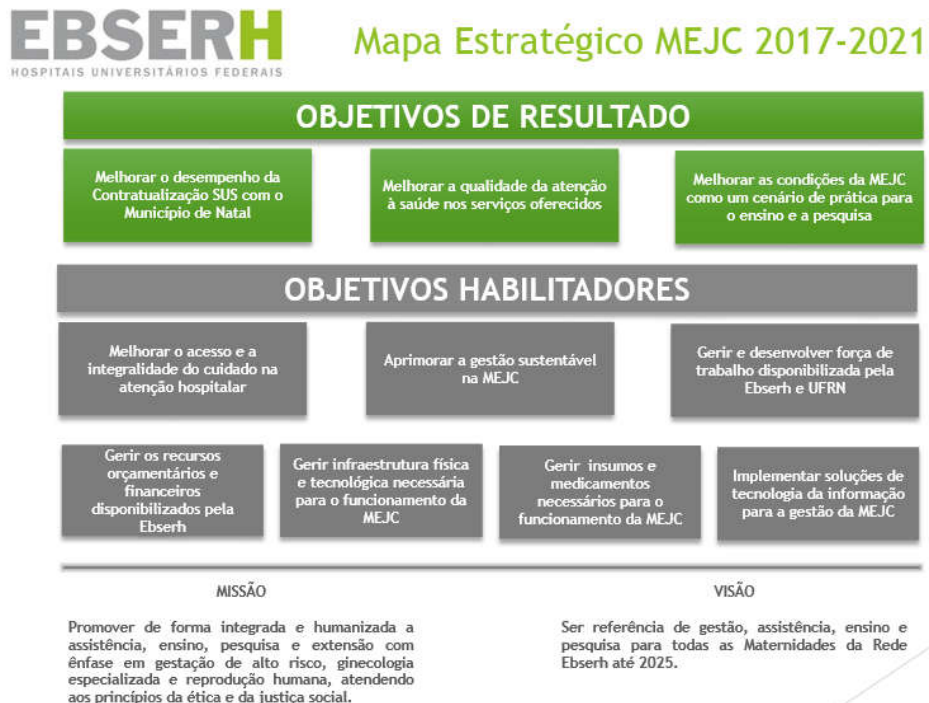 EBSERH
HOSPITAIS UNIVERSITÁRIOS FEDERAIS
Mapa Estratégico MEJC 2017-2021
OBJETIVOS DE RESULTADO
Melhorar o desempenho da
Contratualização SUS com o
Município de Natal
Melhorar a qualidade da atenção
à saúde nos serviços oferecidos
Melhorar as condições da MEJC
como um cenário de prática para
o ensino e a pesquisa
OBJETIVOS HABILITADORES
Melhorar o acesso e a
integralidade do cuidado na
atenção hospitalar
Aprimorar a gestão sustentável
na MEJC
Gerir e desenvolver força de
trabalho disponibilizada pela
Ebserh e UFRN
Gerir os recursos
orçamentários e
financeiros
disponibilizados pela
Ebserh
Gerir infraestrutura física
e tecnológica necessária
para o funcionamento da
MEJC
Gerir insumos e
medicamentos
necessários para o
funcionamento da MEJC
Implementar soluções de
tecnologia da informação
para a gestão da MEJC
MISSÃO
Promover de forma integrada e humanizada a
assistência, ensino, pesquisa e extensão com
ênfase em gestação de alto risco, ginecologia
especializada e reprodução humana, atendendo
aos princípios da ética e da justiça social.
VISÃO
Ser referência de gestão, assistência, ensino e
pesquisa para todas as Maternidades da Rede
Ebserh até 2025.